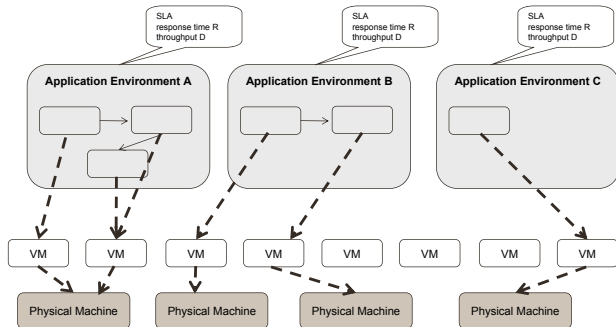 SLA
response time R
throughput D
SLA
response time R
throughput D
SLA
response time R
throughput D
Application Environment A
Application Environment B
Application Environment C
VM
VM
VM
VM
VM
VM
VM
VM
Physical Machine
Physical Machine
Physical Machine
Physical Machine